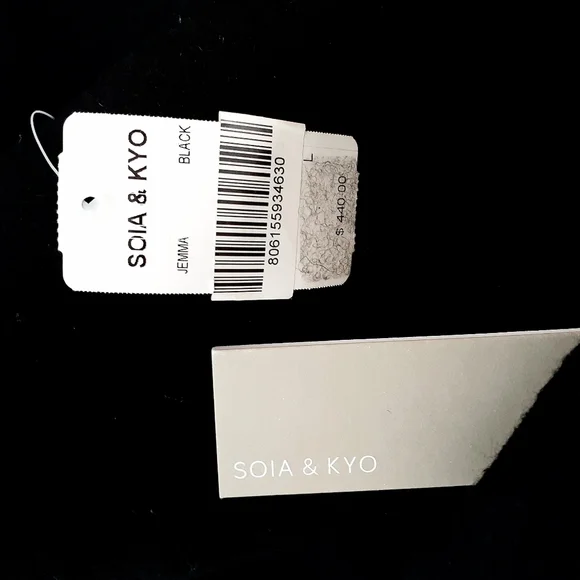 SOIA & KYO
JEMMA BLACK
806155934630
L
$ 440.00
SOIA & KYO